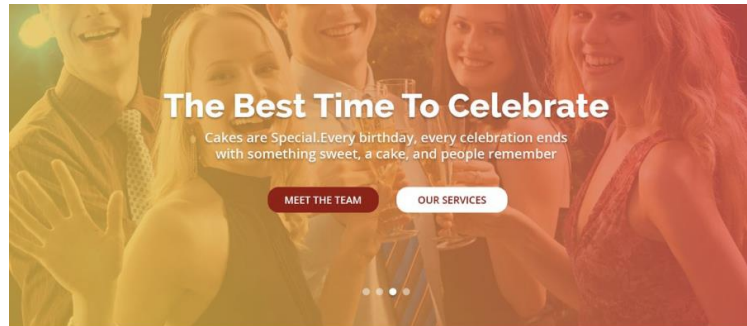 The Best Time To Celebrate
Cakes are Special.Every birthday, every celebration ends
with something sweet, a cake, and people remember
MEET THE TEAM
OUR SERVICES